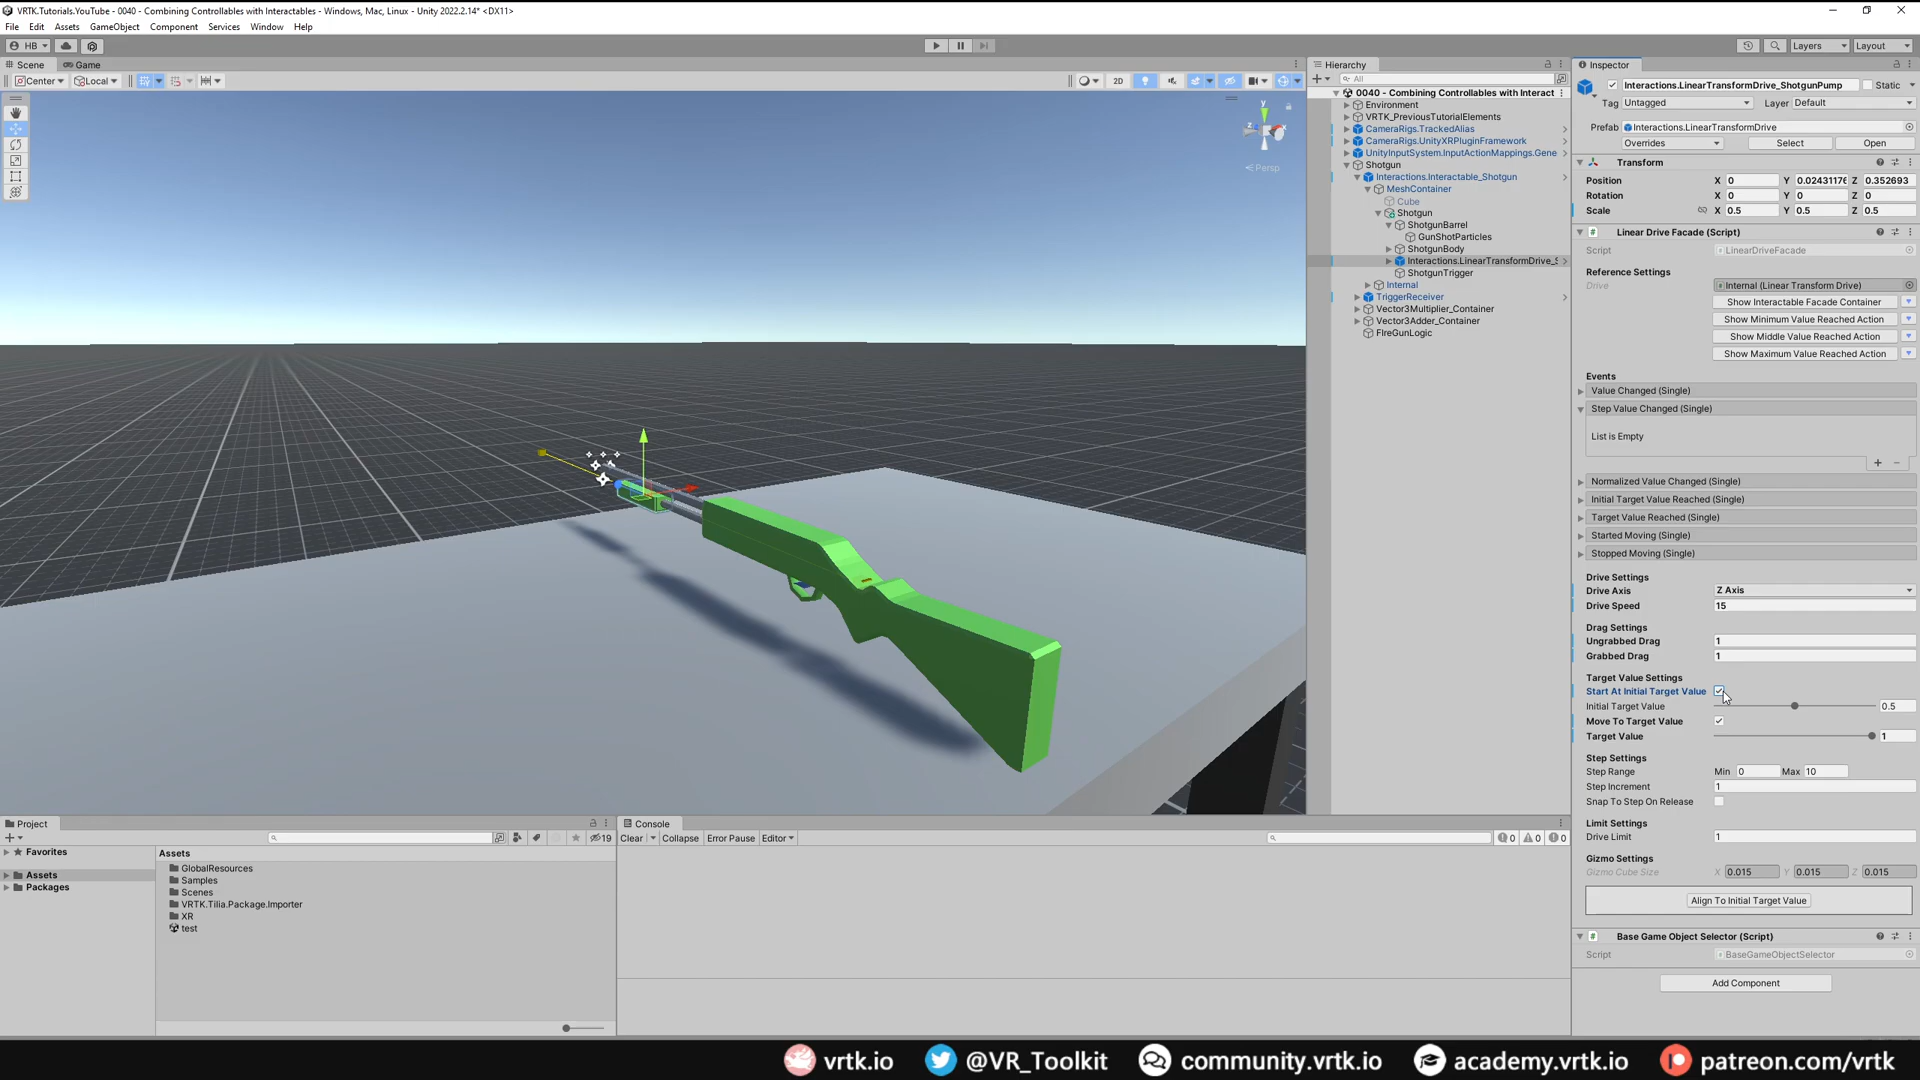 VRTK.Tutorials.YouTube - 0040 - Combining Controllables with Interactables - Windows, Mac, Linux - Unity 2022.2.14* <DX11>
File Edit Assets GameObject Component Services Window Help
HB
Layers Layout
Scene Game
Center Local
2D
y
z
Persp
Hierarchy
All
0040 - Combining Controllables with Interact
Environment
VRTK_PreviousTutorialElements
CameraRigs.TrackedAlias
CameraRigs.UnityXRPluginFramework
UnityInputSystem.InputActionMappings.Gene
Shotgun
Interactions.Interactable_Shotgun
MeshContainer
Cube
Shotgun
ShotgunBarrel
GunShotParticles
ShotgunBody
Interactions.LinearTransformDrive_S
ShotgunTrigger
Internal
TriggerReceiver
Vector3Multiplier_Container
Vector3Adder_Container
FireGunLogic
Inspector
Interactions.LinearTransformDrive_ShotgunPump Static
Tag Untagged Layer Default
Prefab Interactions.LinearTransformDrive
Overrides Select Open
Transform
Position X 0 Y 0.02431176 Z 0.352693
Rotation X 0 Y 0 Z 0
Scale X 0.5 Y 0.5 Z 0.5
Linear Drive Facade (Script)
Script LinearDriveFacade
Reference Settings
Drive Internal (Linear Transform Drive)
Show Interactable Facade Container
Show Minimum Value Reached Action
Show Middle Value Reached Action
Show Maximum Value Reached Action
Events
Value Changed (Single)
Step Value Changed (Single)
List is Empty
Normalized Value Changed (Single)
Initial Target Value Reached (Single)
Target Value Reached (Single)
Started Moving (Single)
Stopped Moving (Single)
Drive Settings
Drive Axis Z Axis
Drive Speed 15
Drag Settings
Ungrabbed Drag 1
Grabbed Drag 1
Target Value Settings
Start At Initial Target Value
Initial Target Value 0.5
Move To Target Value
Target Value 1
Step Settings
Step Range Min 0 Max 10
Step Increment 1
Snap To Step On Release
Limit Settings
Drive Limit 1
Gizmo Settings
Gizmo Cube Size X 0.015 Y 0.015 Z 0.015
Align To Initial Target Value
Base Game Object Selector (Script)
Script BaseGameObjectSelector
Add Component
Project
19
Favorites
Assets
Packages
Assets
GlobalResources
Samples
Scenes
VRTK.Tilia.Package.Importer
XR
test
Console
Clear Collapse Error Pause Editor
0 0 0
vrtk.io @VR_Toolkit community.vrtk.io academy.vrtk.io patreon.com/vrtk